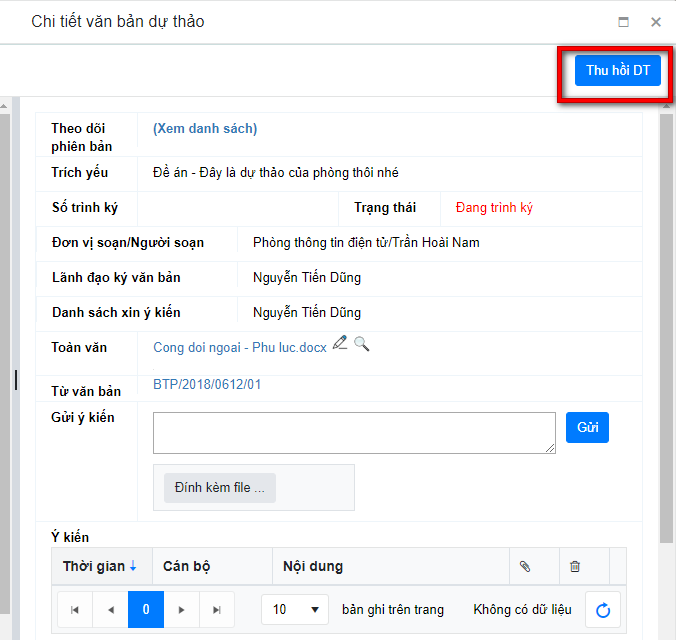 Chi tiết văn bản dự thảo
Thu hồi DT
Theo dõi
phiên bản
(Xem danh sách)
Trích yếu
Đề án - Đây là dự thảo của phòng thôi nhé
Số trình ký
Trạng thái
Đang trình ký
Đơn vị soạn/Người soạn
Phòng thông tin điện tử/Trần Hoài Nam
Lãnh đạo ký văn bản
Nguyễn Tiến Dũng
Danh sách xin ý kiến
Nguyễn Tiến Dũng
Toàn văn
Cong doi ngoai - Phu luc.docx
Từ văn bản
BTP/2018/0612/01
Gửi ý kiến
Gửi
Đính kèm file ...
Ý kiến
Thời gian
Cán bộ
Nội dung
0
10
bản ghi trên trang
Không có dữ liệu